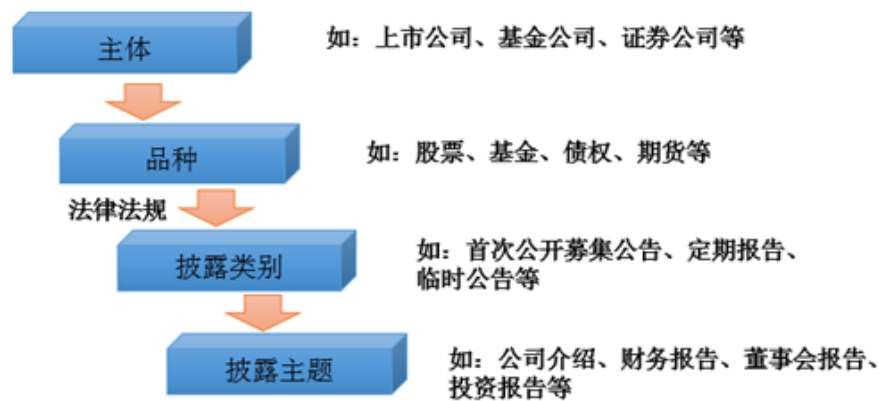 主体
如：上市公司、基金公司、证券公司等
品种
如：股票、基金、债权、期货等
法律法规
披露类别
如：首次公开募集公告、定期报告、
临时公告等
披露主题
如：公司介绍、财务报告、董事会报告、
投资报告等